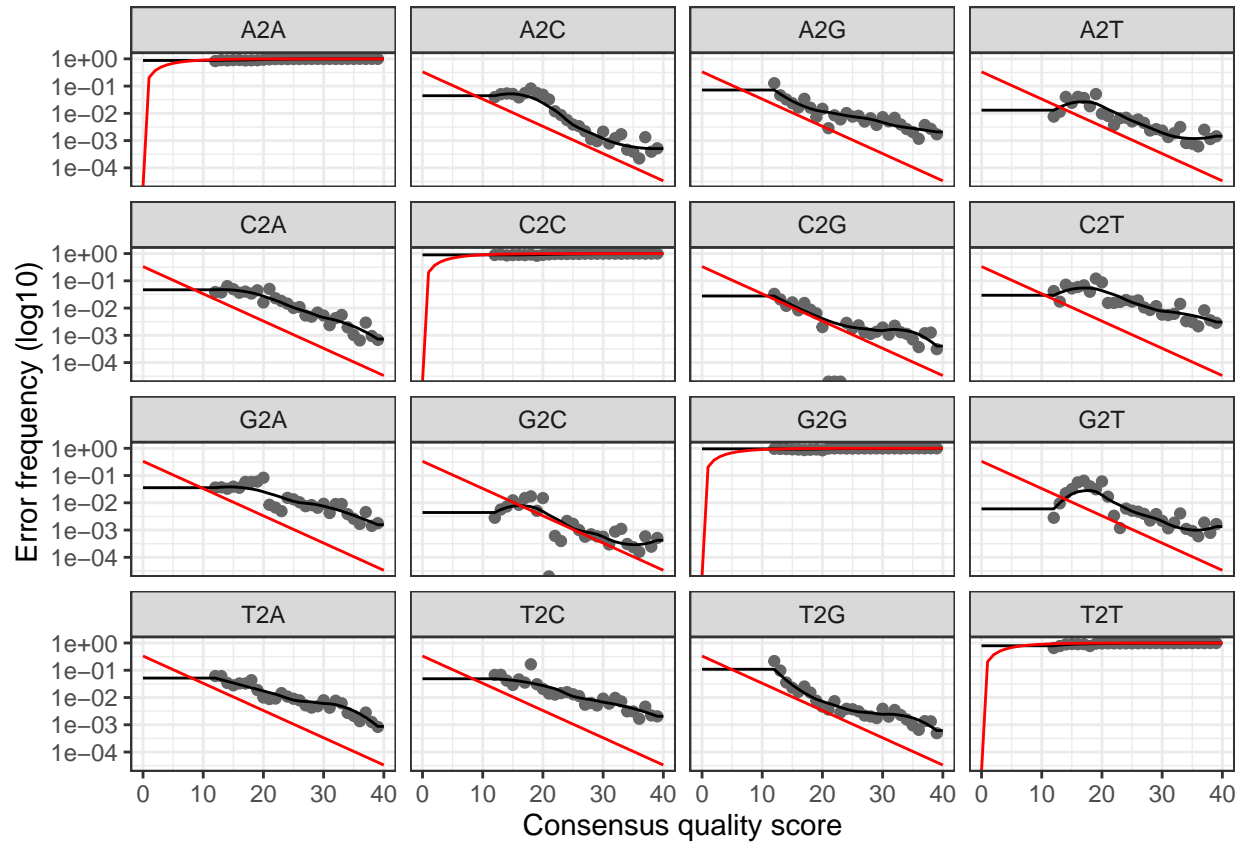 A2A A2C A2G A2T
1e+00
1e−01
1e−02
1e−03
1e−04
C2A C2C C2G C2T
1e+00
1e−01
1e−02
1e−03
1e−04
Error frequency (log10)
G2A G2C G2G G2T
1e+00
1e−01
1e−02
1e−03
1e−04
T2A T2C T2G T2T
1e+00
1e−01
1e−02
1e−03
1e−04
0 10 20 30 40 0 10 20 30 40 0 10 20 30 40 0 10 20 30 40
Consensus quality score